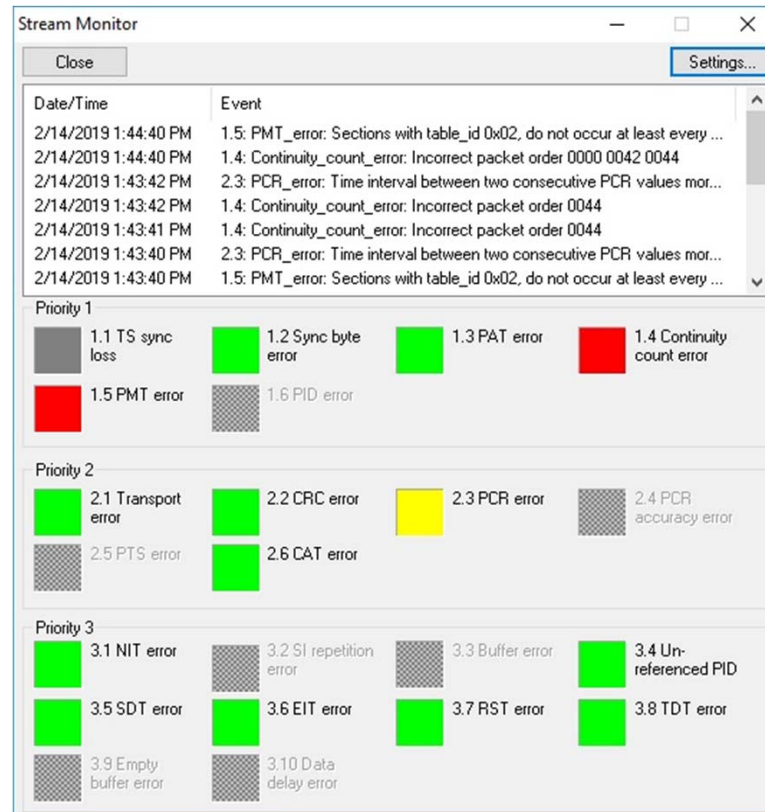 Stream Monitor
Close
Settings...
Date/Time Event
2/14/2019 1:44:40 PM 1.5: PMT_error: Sections with table_id 0x02, do not occur at least every ...
2/14/2019 1:44:40 PM 1.4: Continuity_count_error: Incorrect packet order 0000 0042 0044
2/14/2019 1:43:42 PM 2.3: PCR_error: Time interval between two consecutive PCR values mor...
2/14/2019 1:43:42 PM 1.4: Continuity_count_error: Incorrect packet order 0044
2/14/2019 1:43:41 PM 1.4: Continuity_count_error: Incorrect packet order 0044
2/14/2019 1:43:40 PM 2.3: PCR_error: Time interval between two consecutive PCR values mor...
2/14/2019 1:43:40 PM 1.5: PMT_error: Sections with table_id 0x02, do not occur at least every ...
Priority 1
1.1 TS sync
loss
1.2 Sync byte
error
1.3 PAT error
1.4 Continuity
count error
1.5 PMT error
1.6 PID error
Priority 2
2.1 Transport
error
2.2 CRC error
2.3 PCR error
2.4 PCR
accuracy error
2.5 PTS error
2.6 CAT error
Priority 3
3.1 NIT error
3.2 SI repetition
error
3.3 Buffer error
3.4 Un-
referenced PID
3.5 SDT error
3.6 EIT error
3.7 RST error
3.8 TDT error
3.9 Empty
buffer error
3.10 Data
delay error